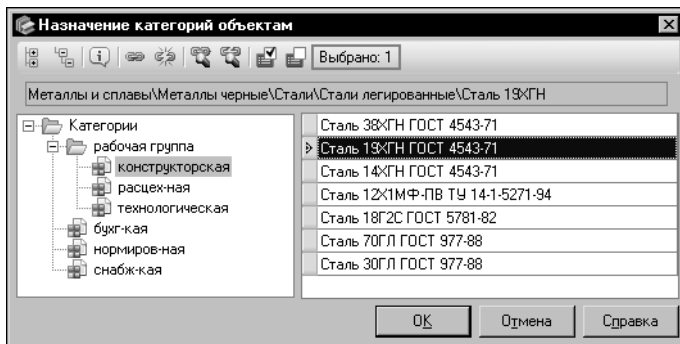 Назначение категорий объектам
Выбрано: 1
Металлы и сплавы\Металлы черные\Стали\Стали легированные\Сталь 19ХГН
Категории
рабочая группа
конструкторская
расцех-ная
технологическая
бухг-кая
нормиров-ная
снабж-кая
Сталь 38ХГН ГОСТ 4543-71
Сталь 19ХГН ГОСТ 4543-71
Сталь 14ХГН ГОСТ 4543-71
Сталь 12Х1МФ-ПВ ТУ 14-1-5271-94
Сталь 18Г2С ГОСТ 5781-82
Сталь 70ГЛ ГОСТ 977-88
Сталь 30ГЛ ГОСТ 977-88
OK
Отмена
Справка